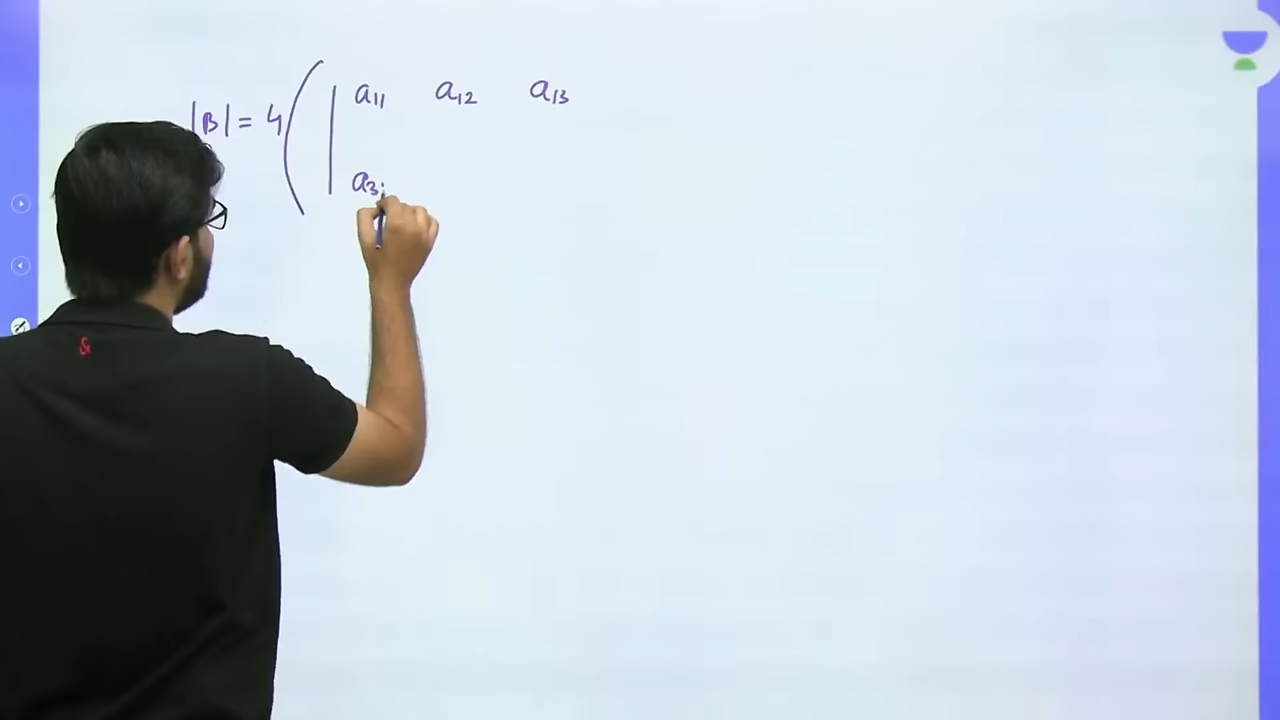 |B| = 4 ( | a₁₁ a₁₂ a₁₃
a₃